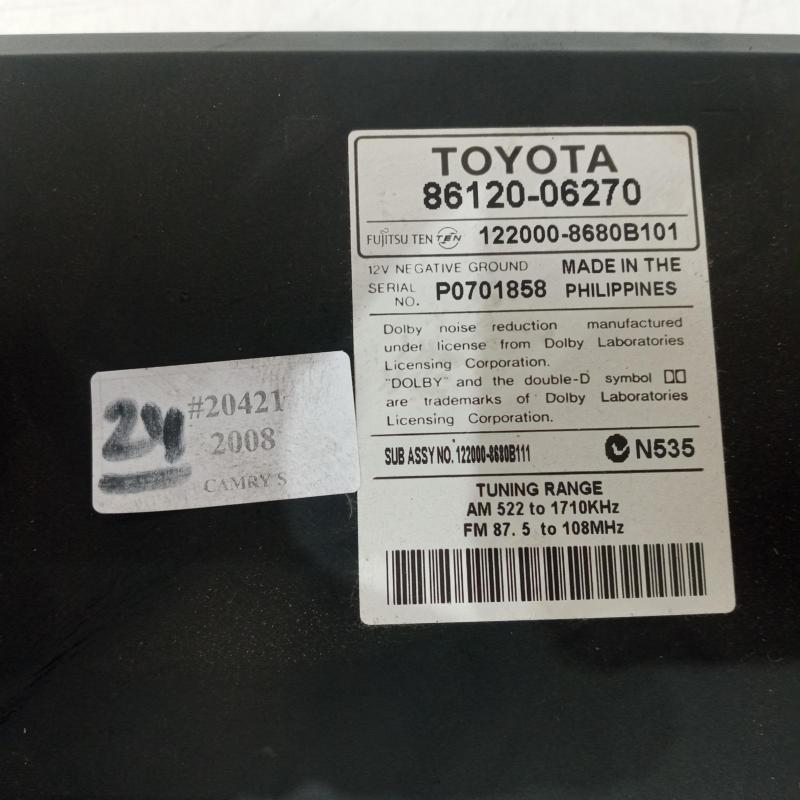 TOYOTA
86120-06270
FUJITSU TEN TEN 122000-8680B101
12V NEGATIVE GROUND MADE IN THE
SERIAL NO. P0701858 PHILIPPINES
Dolby noise reduction manufactured
under license from Dolby Laboratories
Licensing Corporation.
"DOLBY" and the double-D symbol
are trademarks of Dolby Laboratories
Licensing Corporation.
SUB ASSY NO. 122000-8680B111 N535
TUNING RANGE
AM 522 to 1710KHz
FM 87. 5 to 108MHz
24
#20421
2008
CAMRY S